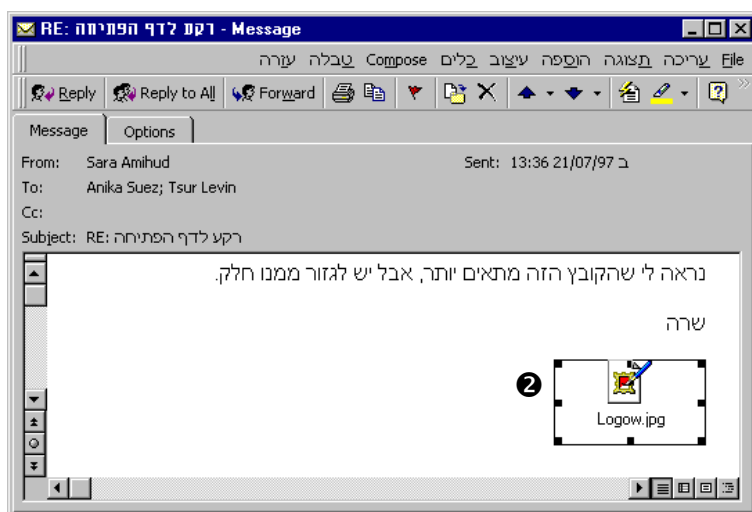 RE: רקע לדף הפתיחה - Message
File עריכה תצוגה הוספה עיצוב כלים Compose טבלה עזרה
Reply Reply to All Forward
Message Options
From: Sara Amihud Sent: 13:36 21/07/97 ב
To: Anika Suez; Tsur Levin
Cc:
Subject: RE: רקע לדף הפתיחה
נראה לי שהקובץ הזה מתאים יותר, אבל יש לגזור ממנו חלק.
שרה
❷
Logow.jpg